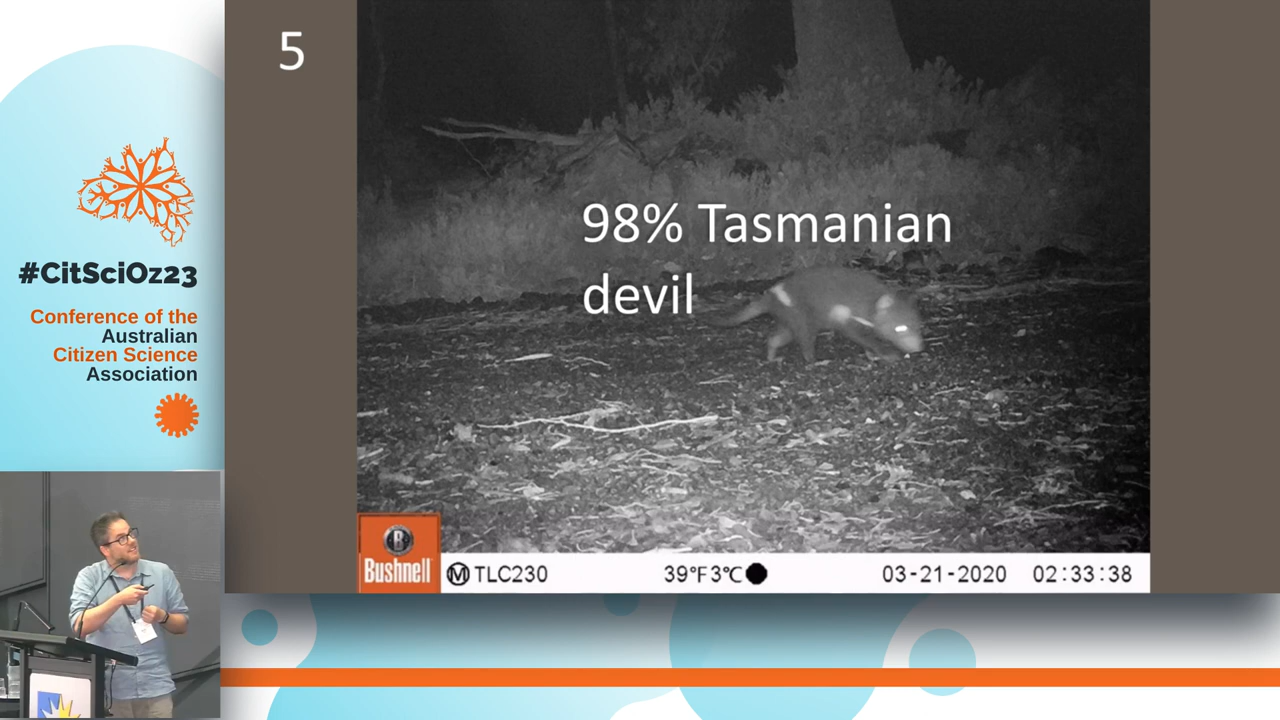 5
#CitSciOz23
Conference of the
Australian
Citizen Science
Association
98% Tasmanian
devil
B
Bushnell
M TLC230 39°F3°C 03-21-2020 02:33:38